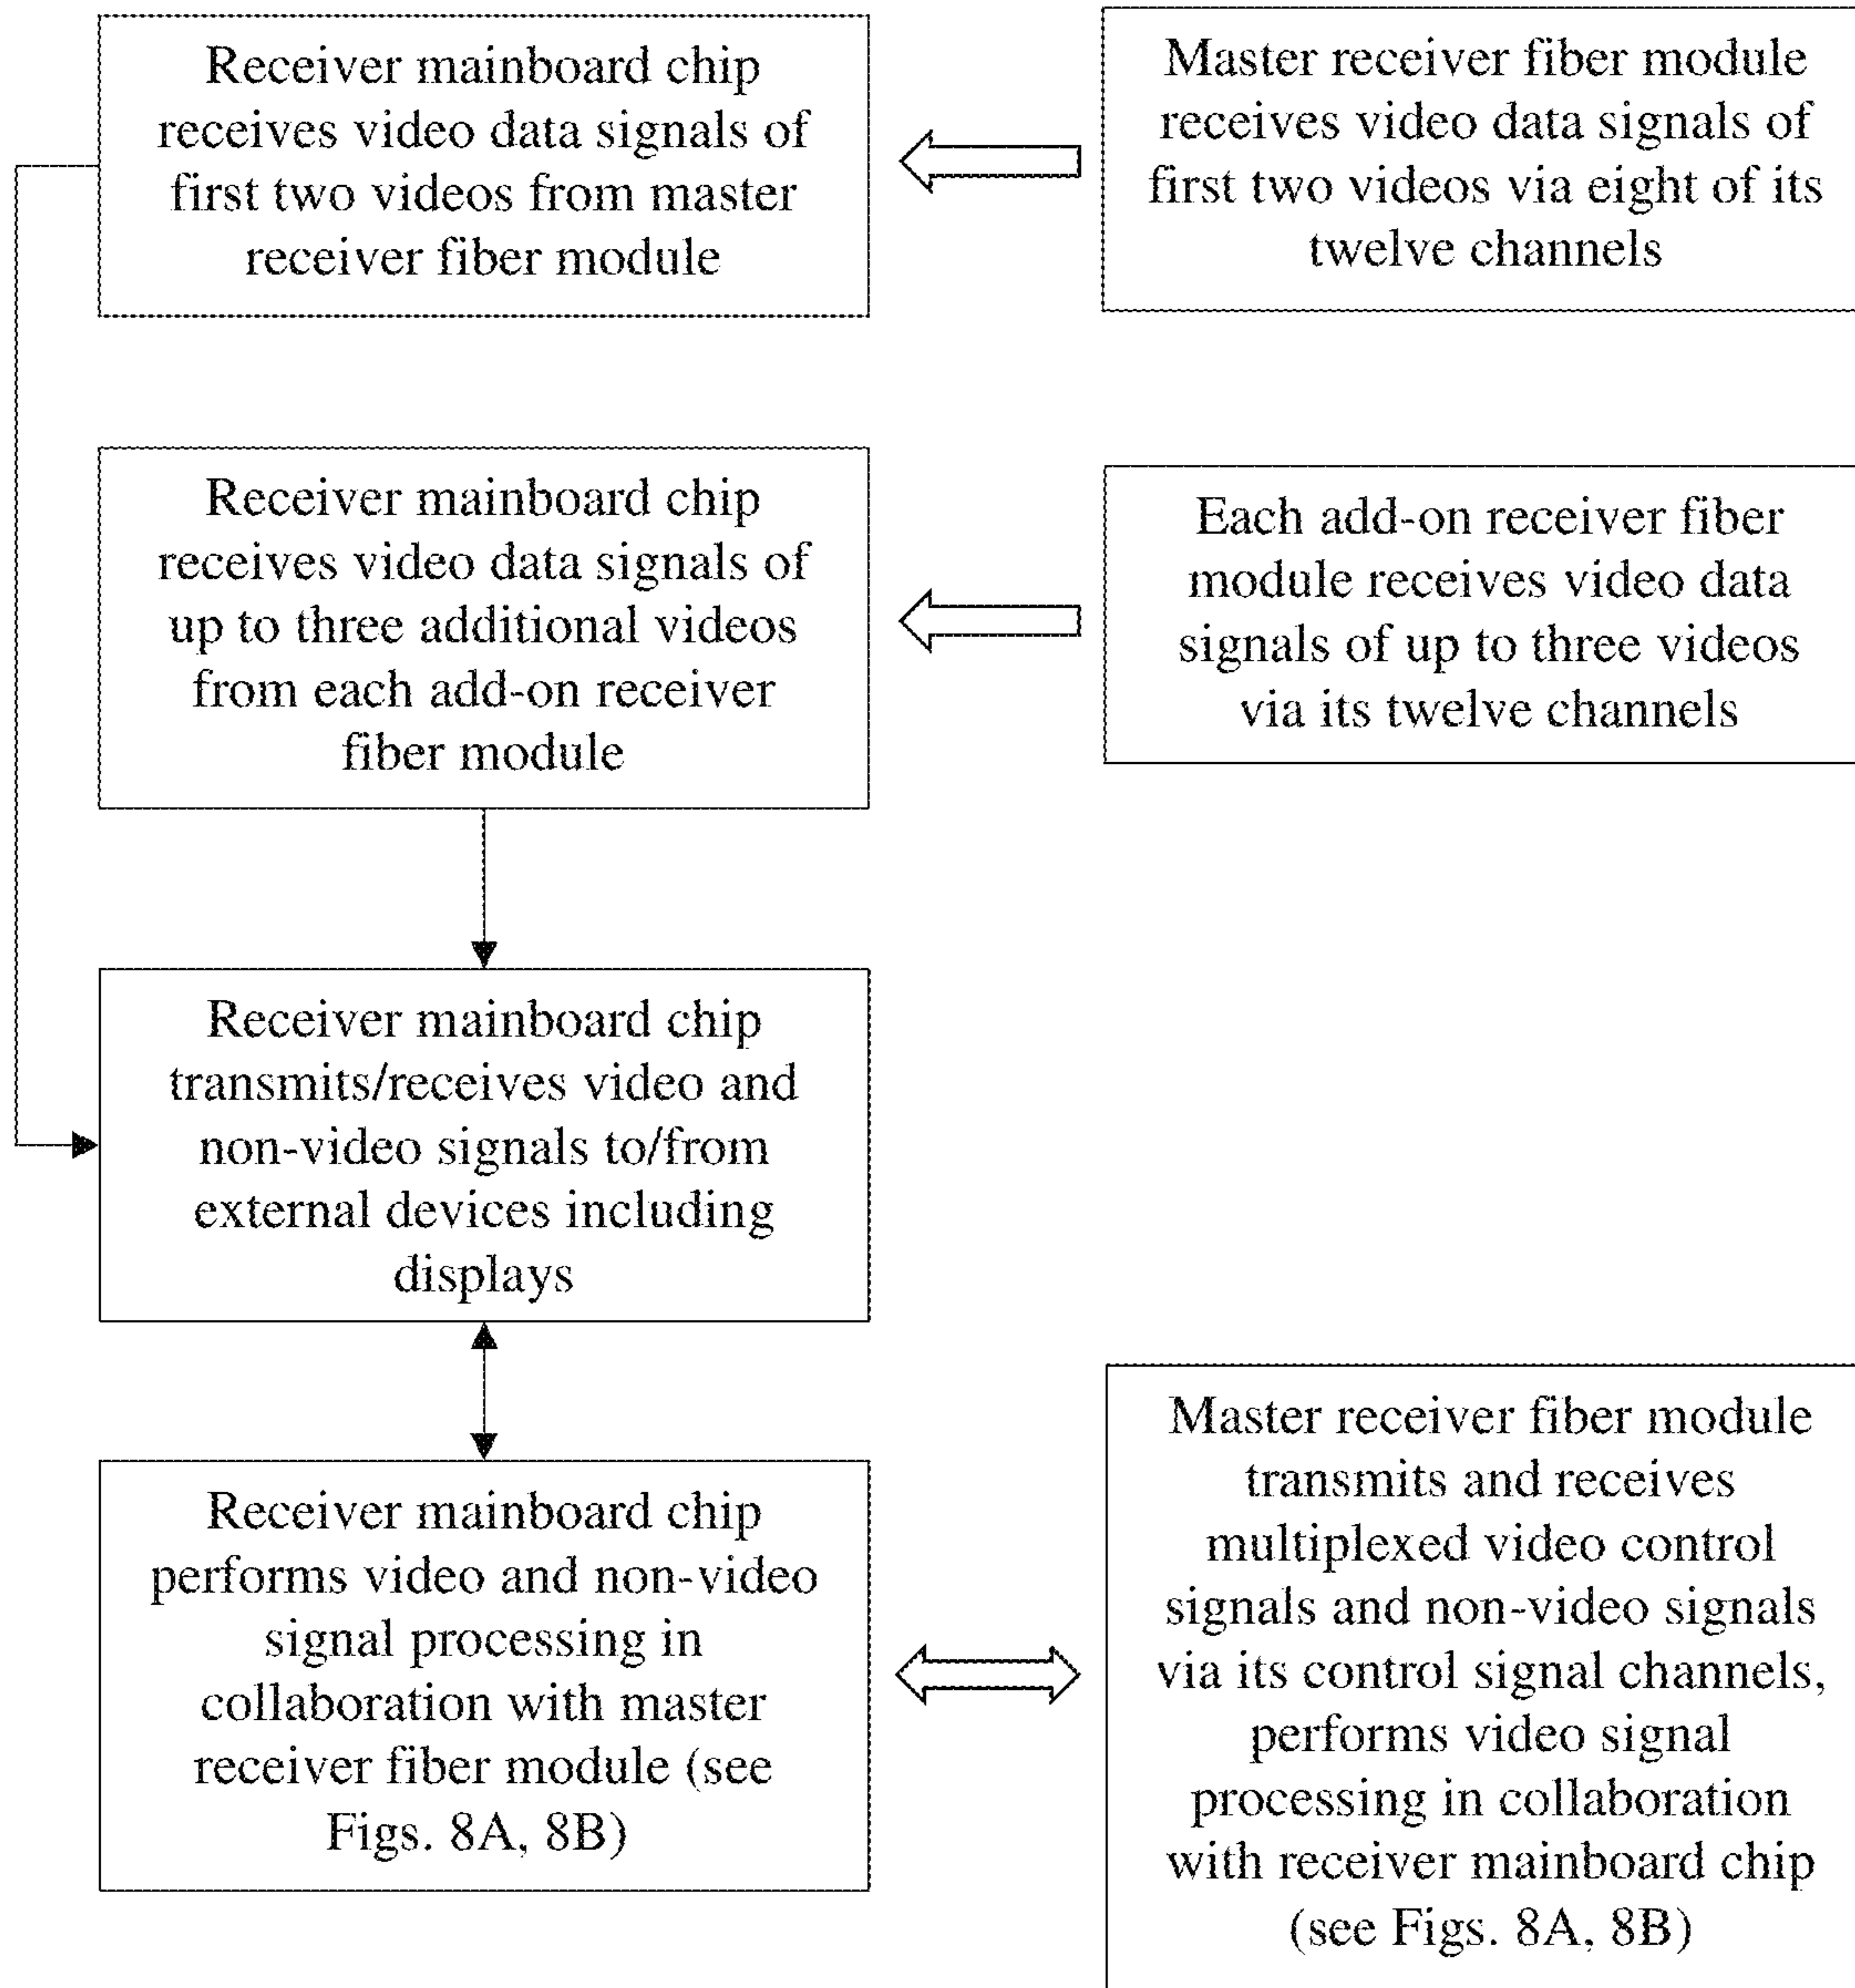 Receiver mainboard chip
receives video data signals of
first two videos from master
receiver fiber module
Master receiver fiber module
receives video data signals of
first two videos via eight of its
twelve channels
Receiver mainboard chip
receives video data signals of
up to three additional videos
from each add-on receiver
fiber module
Each add-on receiver fiber
module receives video data
signals of up to three videos
via its twelve channels
Receiver mainboard chip
transmits/receives video and
non-video signals to/from
external devices including
displays
Receiver mainboard chip
performs video and non-video
signal processing in
collaboration with master
receiver fiber module (see
Figs. 8A, 8B)
Master receiver fiber module
transmits and receives
multiplexed video control
signals and non-video signals
via its control signal channels,
performs video signal
processing in collaboration
with receiver mainboard chip
(see Figs. 8A, 8B)